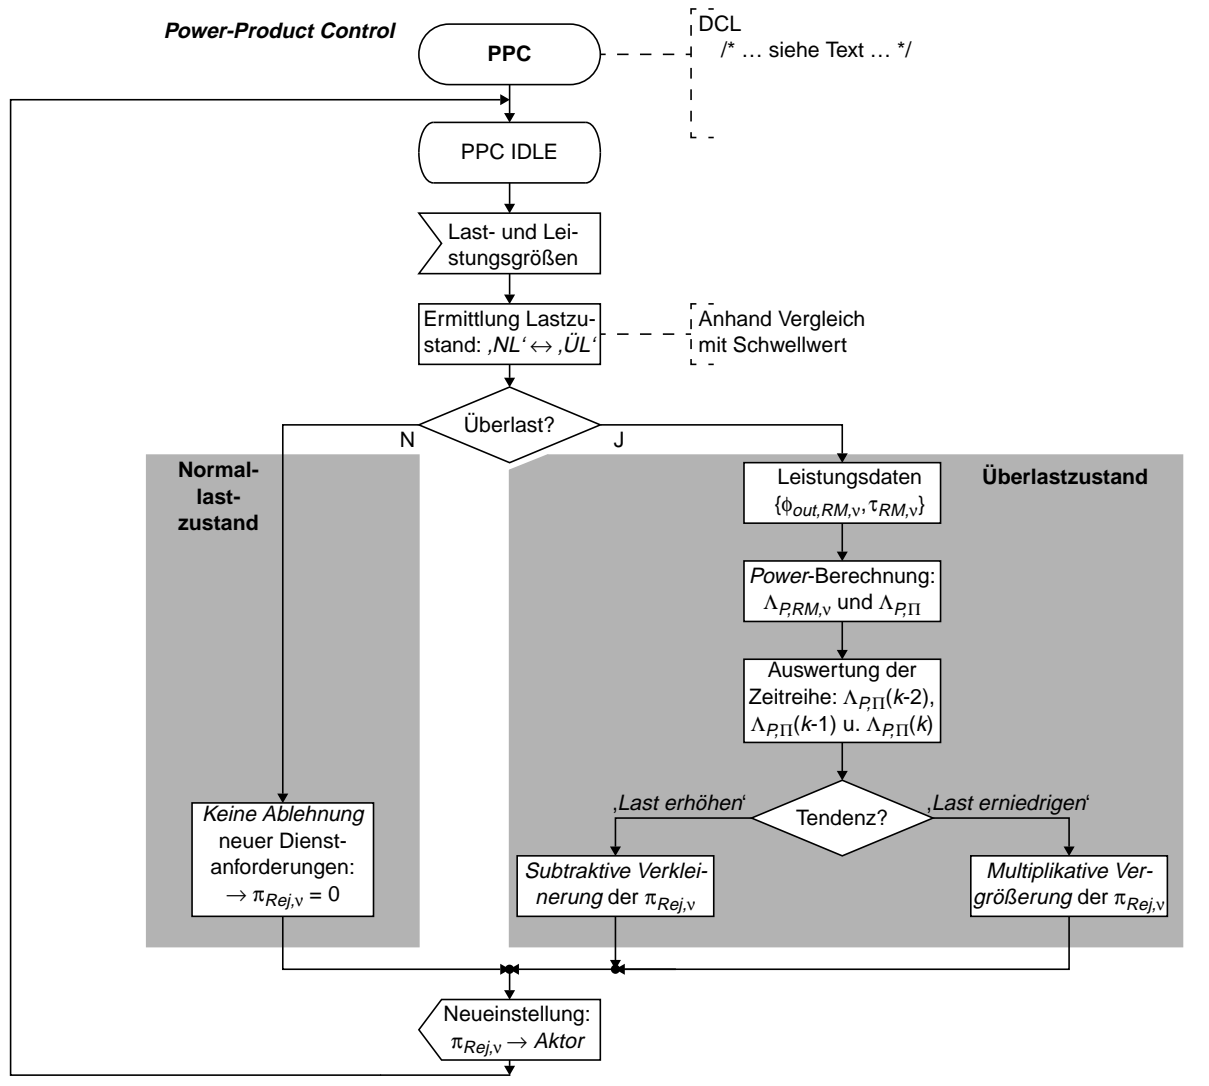 Power-Product Control
PPC
DCL
/* … siehe Text … */
PPC IDLE
Last- und Lei-
stungsgrößen
Ermittlung Lastzu-
stand: ‚NL‘ ↔ ‚ÜL‘
Anhand Vergleich
mit Schwellwert
Überlast?
N
J
Normal-
last-
zustand
Überlastzustand
Leistungsdaten
{ϕout,RM,ν,τRM,ν}
Power-Berechnung:
ΛP,RM,ν und ΛP,Π
Auswertung der
Zeitreihe: ΛP,Π(k-2),
ΛP,Π(k-1) u. ΛP,Π(k)
‚Last erhöhen‘
Tendenz?
‚Last erniedrigen‘
Keine Ablehnung
neuer Dienst-
anforderungen:
→ πRej,ν = 0
Subtraktive Verklei-
nerung der πRej,ν
Multiplikative Ver-
größerung der πRej,ν
Neueinstellung:
πRej,ν → Aktor